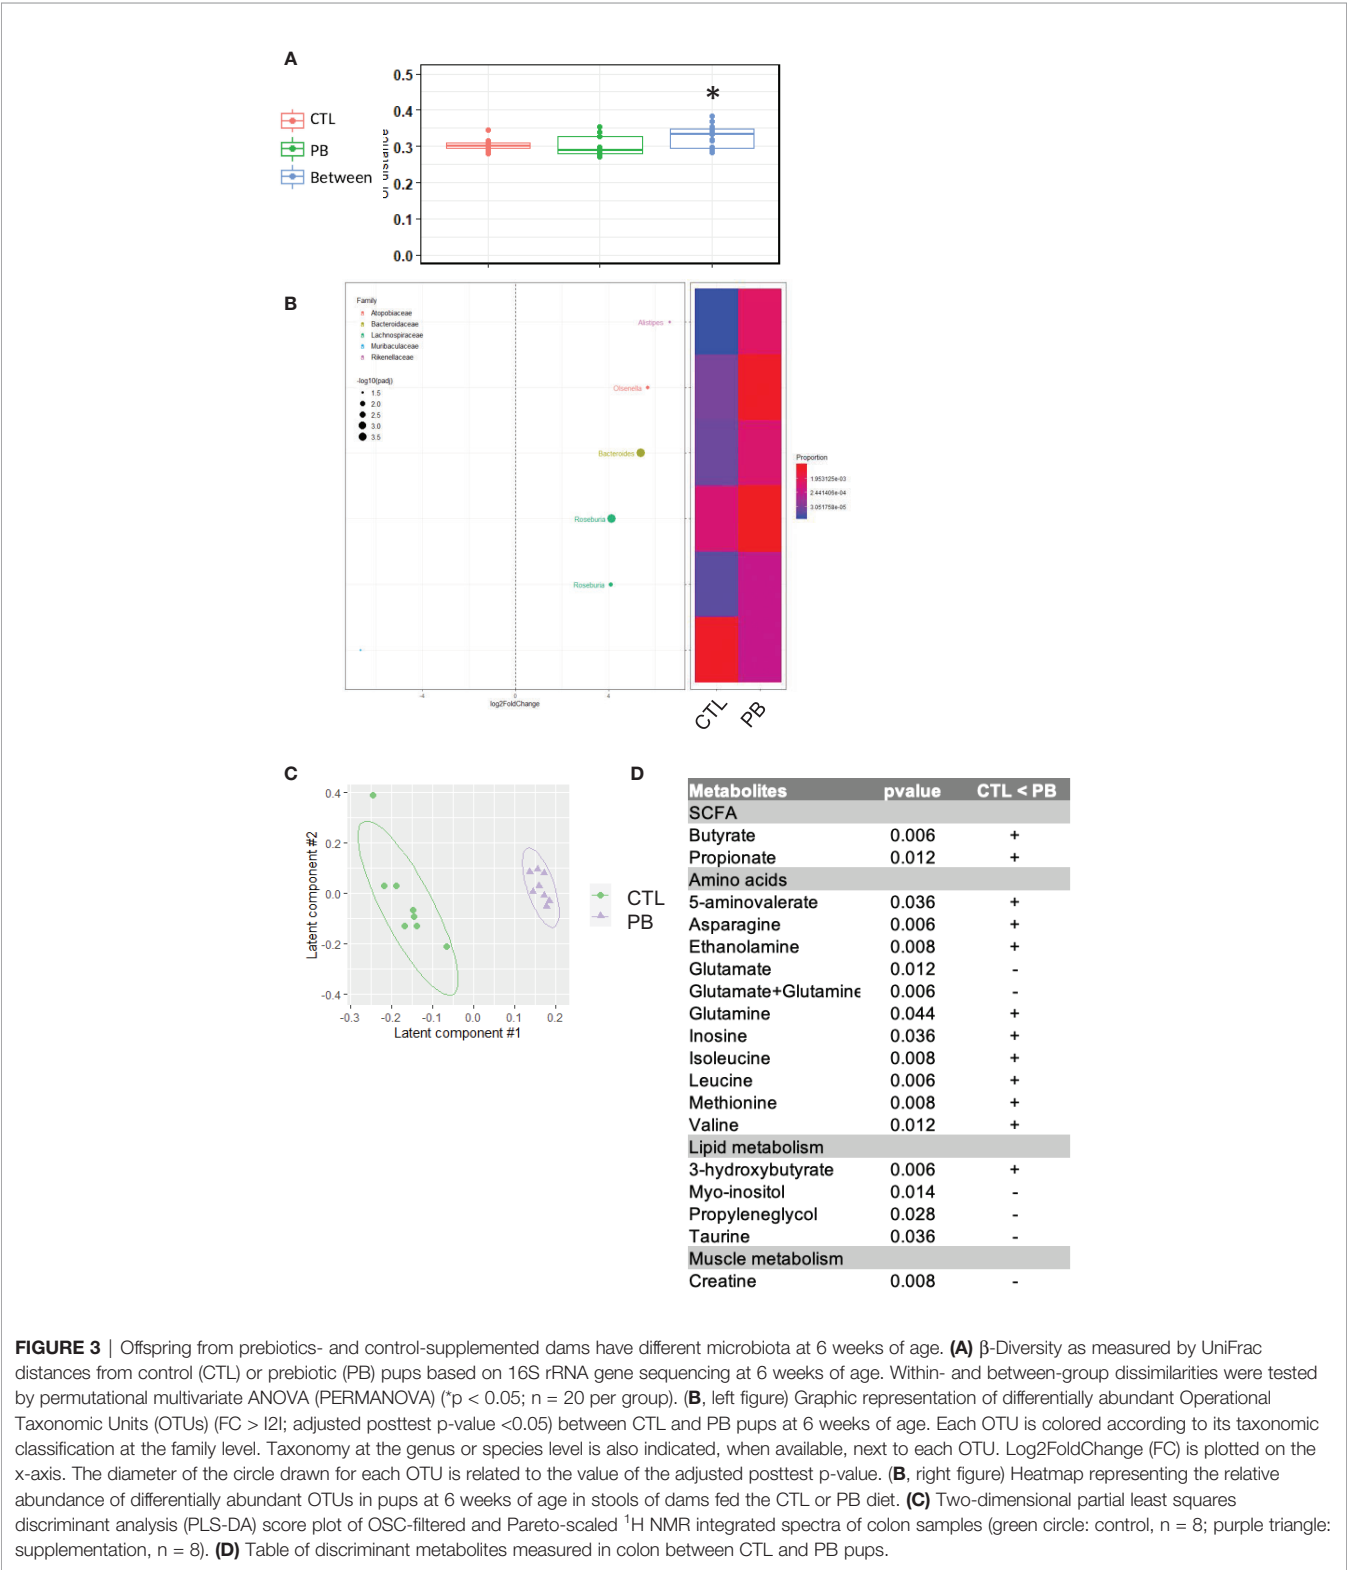 A
0.5
0.4
0.3
0.2
0.1
0.0
distance
*
CTL
PB
Between
B
Family
Atopobiaceae
Bacteroidaceae
Lachnospiraceae
Muribaculaceae
Rikenellaceae
-log10(padj)
1.5
2.0
2.5
3.0
3.5
Alistipes
Olsenella
Bacteroides
Roseburia
Roseburia
-4 0 4
log2FoldChange
CTL PB
Proportion
1.953125e-03
2.441406e-04
3.051758e-05
C
0.4
0.2
0.0
-0.2
-0.4
Latent component #2
-0.3 -0.2 -0.1 0.0 0.1 0.2
Latent component #1
CTL
PB
D
Metabolites pvalue CTL < PB
SCFA
Butyrate 0.006 +
Propionate 0.012 +
Amino acids
5-aminovalerate 0.036 +
Asparagine 0.006 +
Ethanolamine 0.008 +
Glutamate 0.012 -
Glutamate+Glutamine 0.006 -
Glutamine 0.044 +
Inosine 0.036 +
Isoleucine 0.008 +
Leucine 0.006 +
Methionine 0.008 +
Valine 0.012 +
Lipid metabolism
3-hydroxybutyrate 0.006 +
Myo-inositol 0.014 -
Propyleneglycol 0.028 -
Taurine 0.036 -
Muscle metabolism
Creatine 0.008 -
FIGURE 3 | Offspring from prebiotics- and control-supplemented dams have different microbiota at 6 weeks of age. (A) β-Diversity as measured by UniFrac
distances from control (CTL) or prebiotic (PB) pups based on 16S rRNA gene sequencing at 6 weeks of age. Within- and between-group dissimilarities were tested
by permutational multivariate ANOVA (PERMANOVA) (*p < 0.05; n = 20 per group). (B, left figure) Graphic representation of differentially abundant Operational
Taxonomic Units (OTUs) (FC > I2I; adjusted posttest p-value <0.05) between CTL and PB pups at 6 weeks of age. Each OTU is colored according to its taxonomic
classification at the family level. Taxonomy at the genus or species level is also indicated, when available, next to each OTU. Log2FoldChange (FC) is plotted on the
x-axis. The diameter of the circle drawn for each OTU is related to the value of the adjusted posttest p-value. (B, right figure) Heatmap representing the relative
abundance of differentially abundant OTUs in pups at 6 weeks of age in stools of dams fed the CTL or PB diet. (C) Two-dimensional partial least squares
discriminant analysis (PLS-DA) score plot of OSC-filtered and Pareto-scaled ¹H NMR integrated spectra of colon samples (green circle: control, n = 8; purple triangle:
supplementation, n = 8). (D) Table of discriminant metabolites measured in colon between CTL and PB pups.